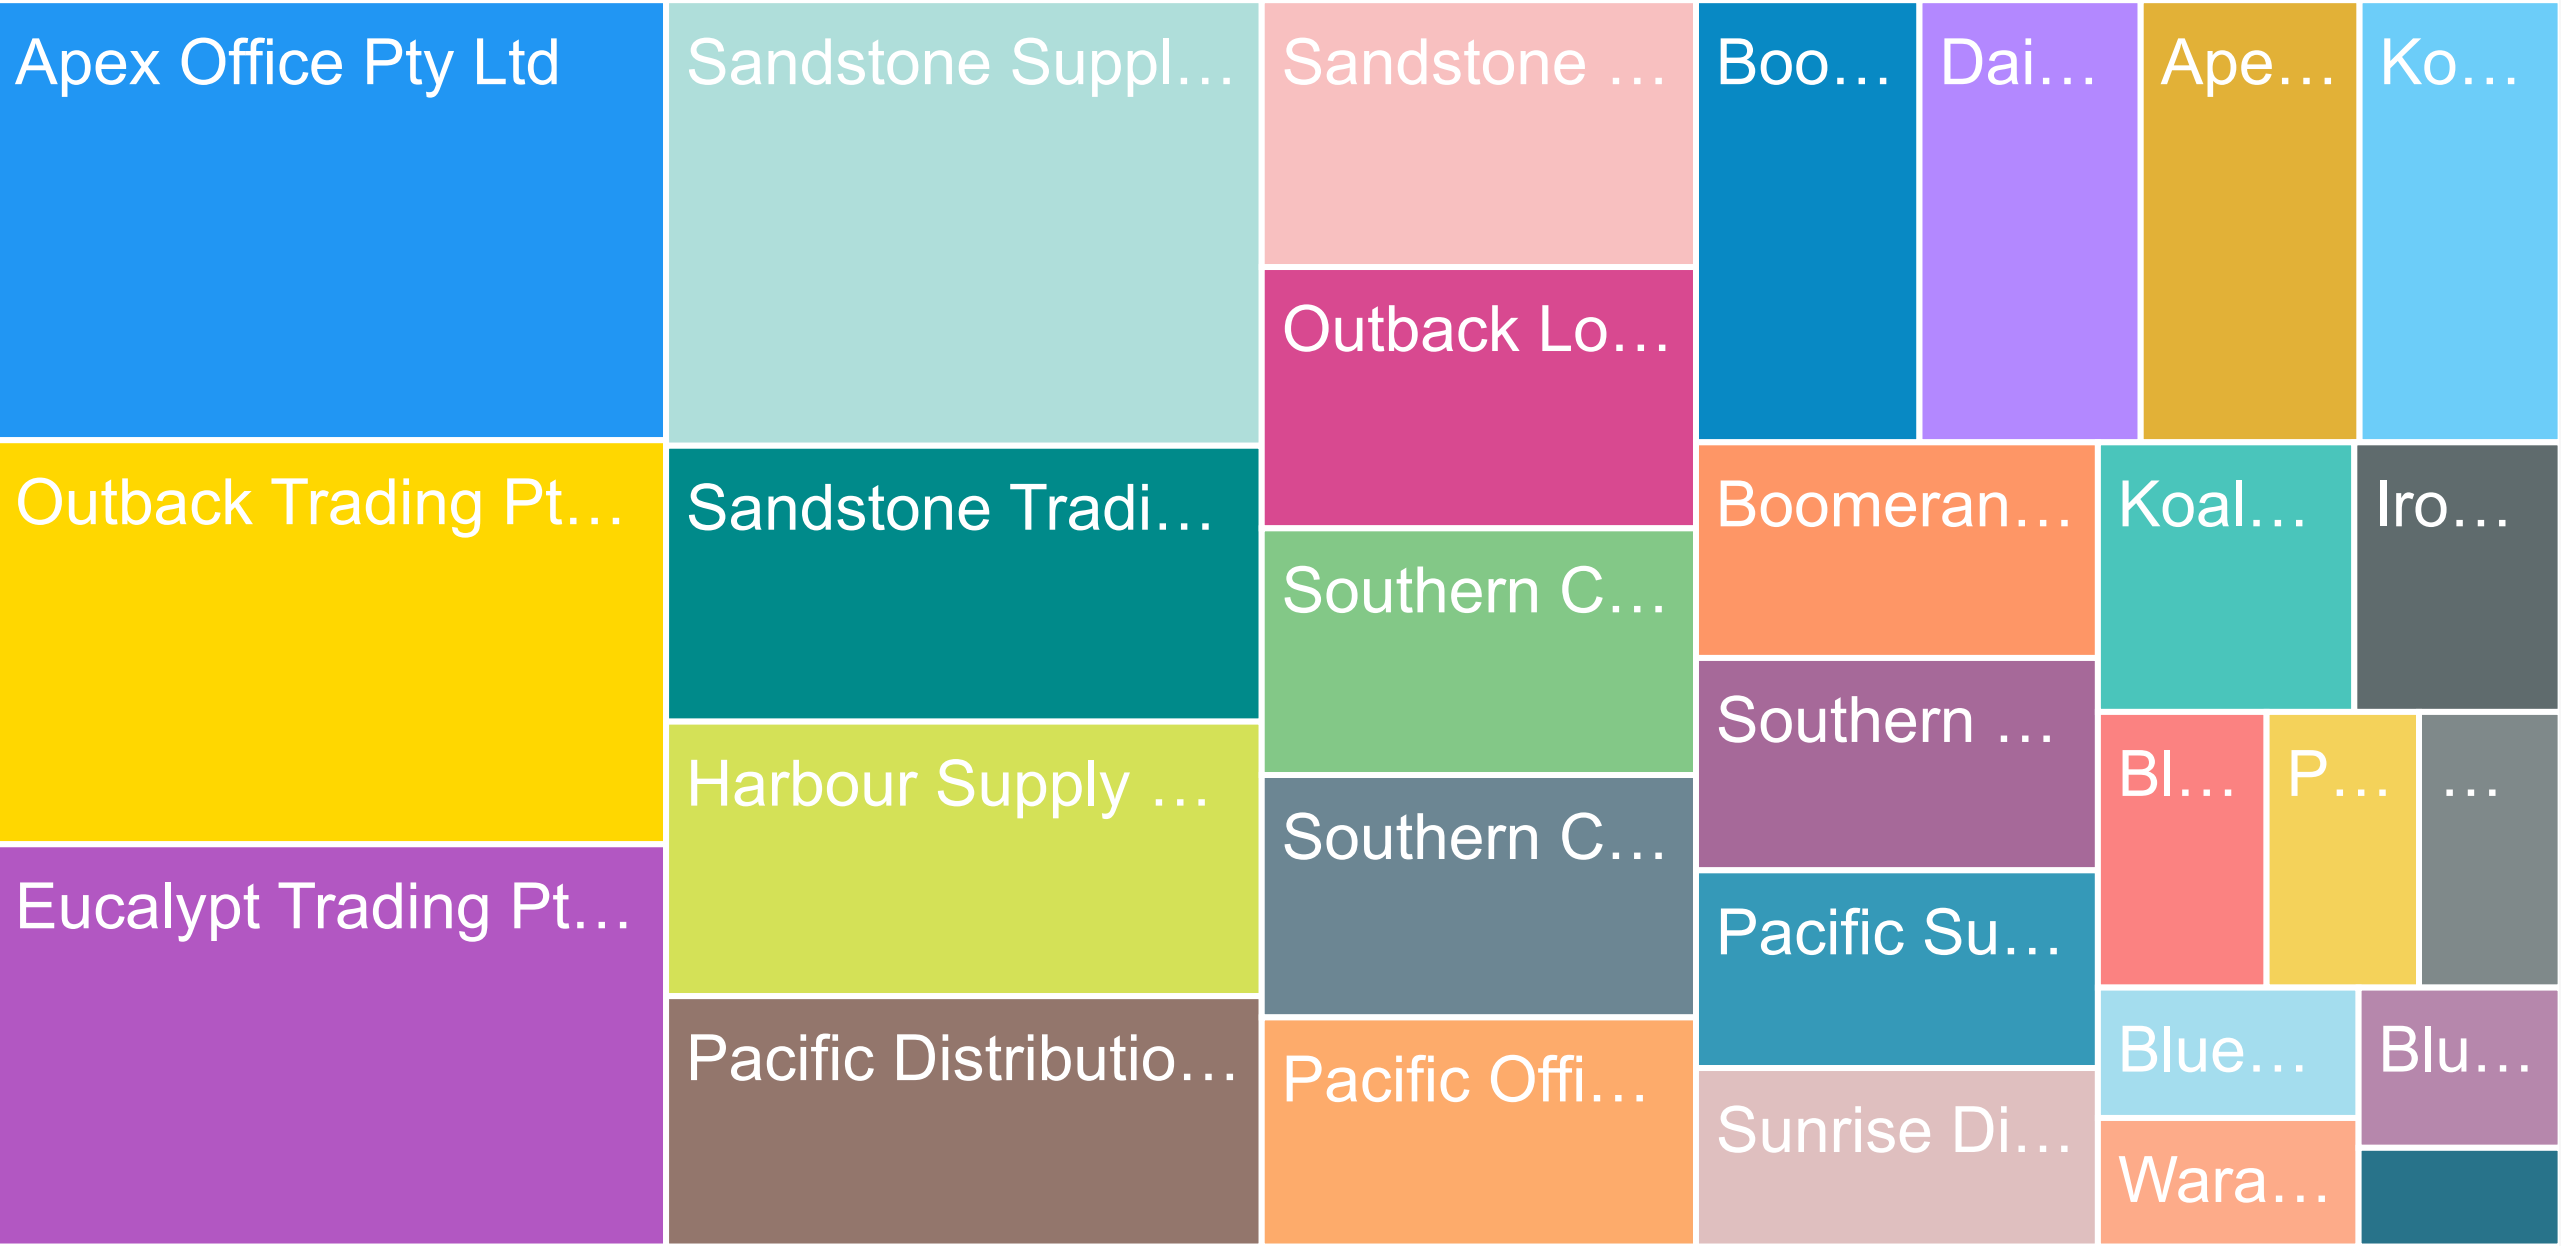 Apex Office Pty Ltd
Outback Trading Pt…
Eucalypt Trading Pt…
Sandstone Suppl…
Sandstone Tradi…
Harbour Supply …
Pacific Distributio…
Sandstone …
Outback Lo…
Southern C…
Southern C…
Pacific Offi…
Boo…
Dai…
Ape…
Ko…
Boomeran…
Southern …
Pacific Su…
Sunrise Di…
Koal…
Iro…
Bl…
P…
…
Blue…
Blu…
Wara…